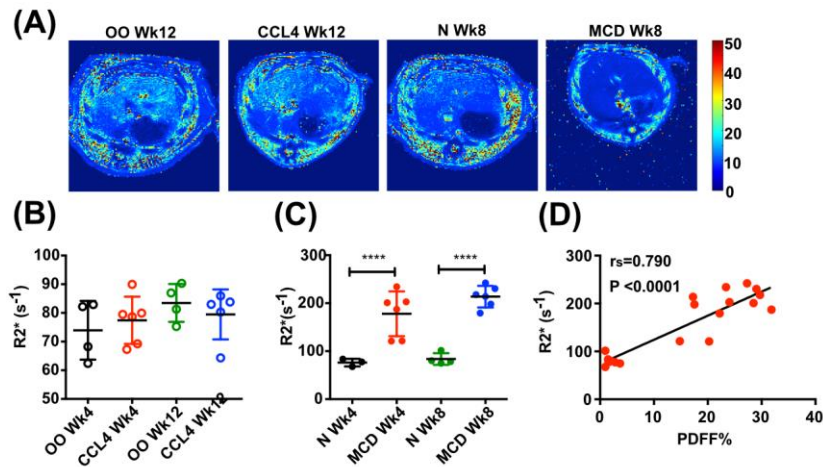 (A)
OO Wk12 CCL4 Wk12 N Wk8 MCD Wk8
50
40
30
20
10
0
(B)
R2* (s-1)
100
90
80
70
60
50
OO Wk4 CCL4 Wk4 OO Wk12 CCL4 Wk12
(C)
R2*(s-1)
300
200
100
0
**** ****
N Wk4 MCD Wk4 N Wk8 MCD Wk8
(D)
rs=0.790
P <0.0001
R2* (s-1)
300
200
100
0
0 10 20 30 40
PDFF%